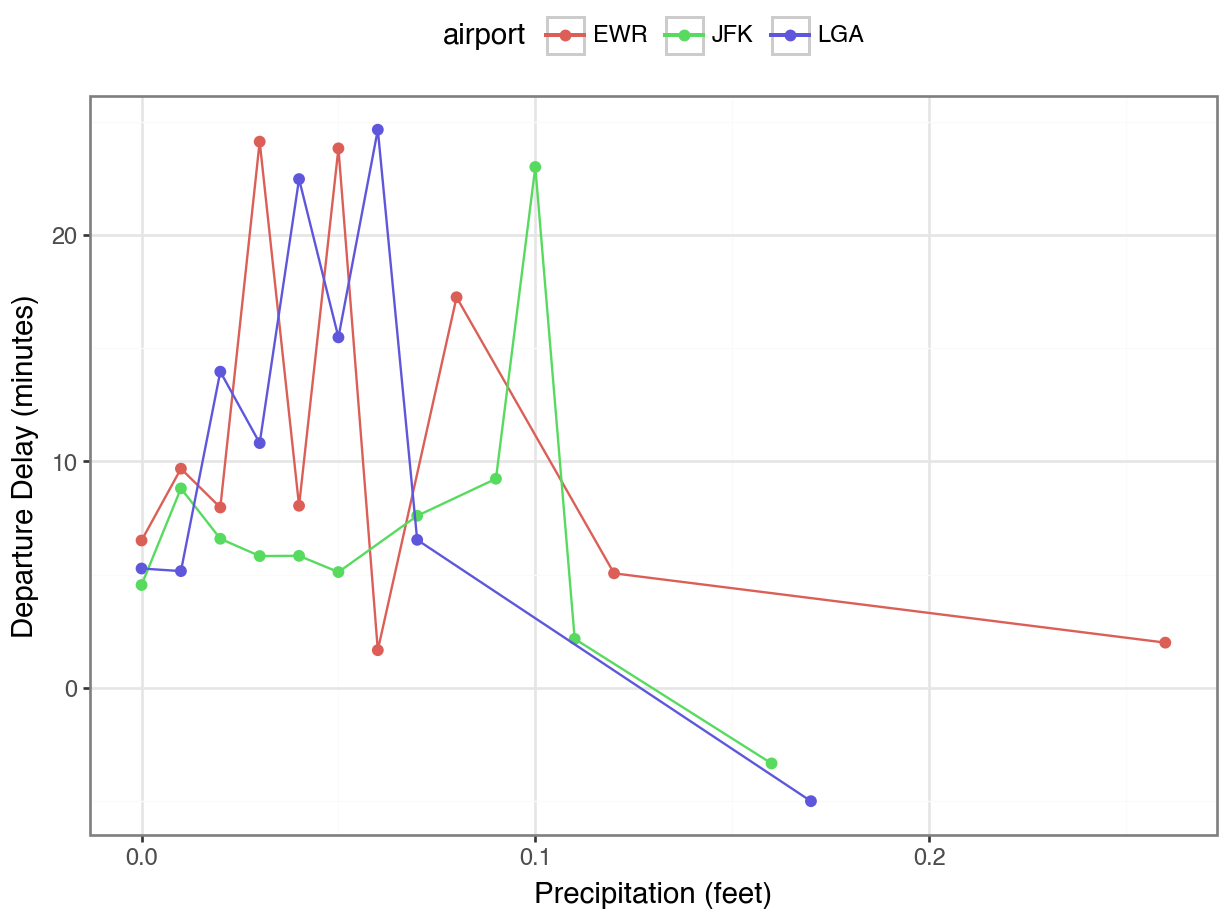 airport EWR JFK LGA
Departure Delay (minutes)
20
10
0
0.0 0.1 0.2
Precipitation (feet)